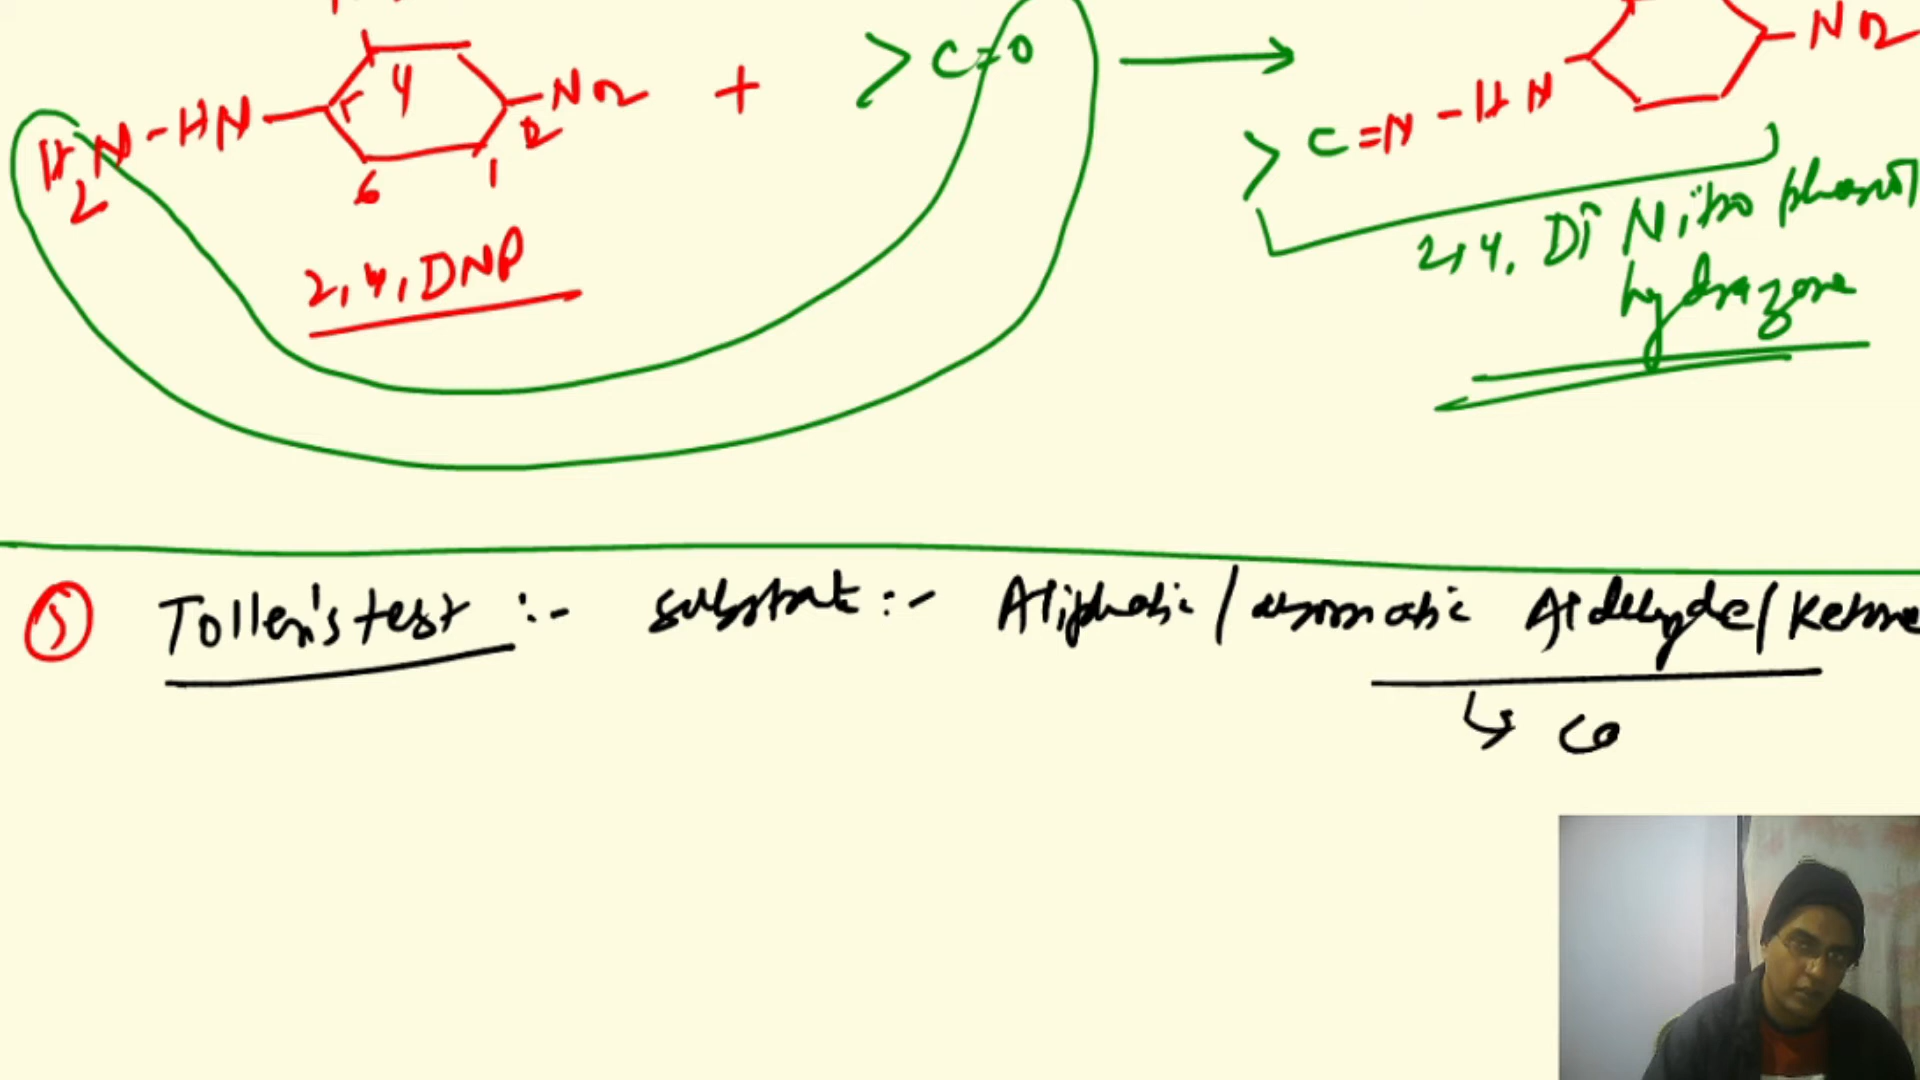 H2N-HN
4
NO2
2
1
6
+
> C=O
NO2
> C=N-HN
2,4,DNP
2,4. Di Nitro phenyl
hydrazone
5 Tollen's test :- substrate :- Aliphatic / aromatic Aldehyde / Ketone
↳ Co